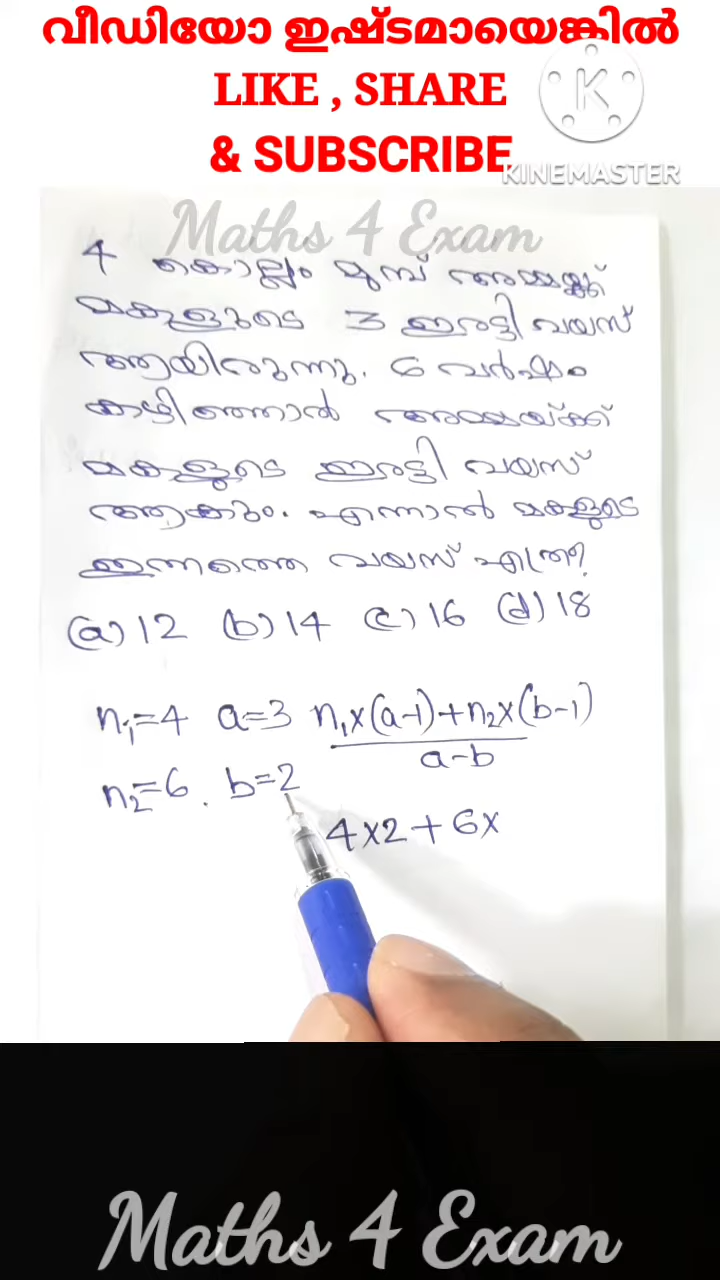 വീഡിയോ ഇഷ്ടമായെങ്കിൽ
LIKE , SHARE
& SUBSCRIBE
K
KINEMASTER
Maths 4 Exam
4 കൊല്ലം മുമ്പ് അമ്മയ്ക്ക്
മകളുടെ 3 ഇരട്ടി വയസ്
ആയിരുന്നു. 6 വർഷം
കഴിഞ്ഞാൽ അമ്മയ്ക്ക്
മകളുടെ ഇരട്ടി വയസ്
ആകും. എന്നാൽ മകളുടെ
ഇന്നത്തെ വയസ് എത്ര?
(a) 12 (b) 14 (c) 16 (d) 18
n₁=4 a=3 n₁x(a-1)+n₂x(b-1)
a-b
n₂=6. b=2
4x2+6x
Maths 4 Exam